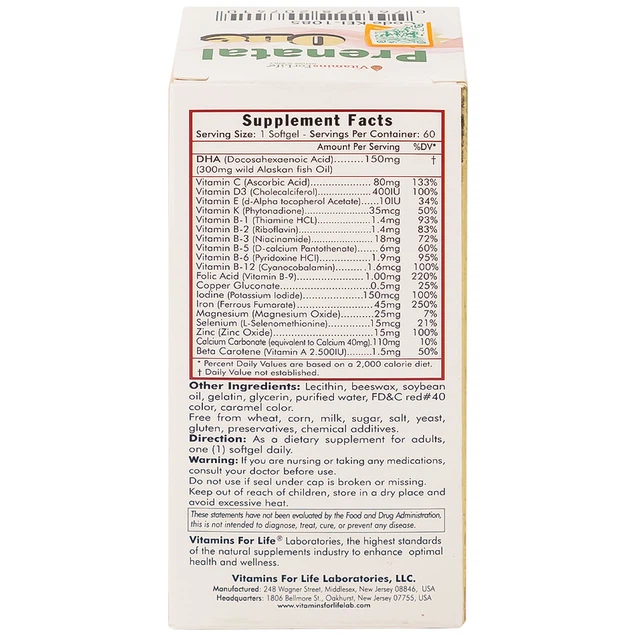 Code: KEI-1085
One
Prenatal
VitaminsForLife
Supplement Facts
Serving Size: 1 Softgel - Servings Per Container: 60
Amount Per Serving %DV*
DHA (Docosahexaenoic Acid).........150mg †
(300mg wild Alaskan fish Oil)
Vitamin C (Ascorbic Acid)........................80mg 133%
Vitamin D3 (Cholecalciferol)...................400IU 100%
Vitamin E (d-Alpha tocopherol Acetate).....10IU 34%
Vitamin K (Phytonadione).......................35mcg 50%
Vitamin B-1 (Thiamine HCL)....................1.4mg 93%
Vitamin B-2 (Riboflavin)..........................1.4mg 83%
Vitamin B-3 (Niacinamide).......................18mg 72%
Vitamin B-5 (D-calcium Pantothenate)........6mg 60%
Vitamin B-6 (Pyridoxine HCl)..................1.9mg 95%
Vitamin B-12 (Cyanocobalamin)..............1.6mcg 100%
Folic Acid (Vitamin B-9)........................1.00mg 220%
Copper Gluconate.................................0.5mg 25%
Iodine (Potassium Iodide).....................150mcg 100%
Iron (Ferrous Fumarate)..........................45mg 250%
Magnesium (Magnesium Oxide)................25mg 7%
Selenium (L-Selenomethionine)...............15mcg 21%
Zinc (Zinc Oxide)..................................15mg 100%
Calcium Carbonate (equivalent to Calcium 40mg).110mg 10%
Beta Carotene (Vitamin A 2.500IU)........1.5mg 50%
* Percent Daily Values are based on a 2,000 calorie diet.
† Daily Value not established.
Other Ingredients: Lecithin, beeswax, soybean
oil, gelatin, glycerin, purified water, FD&C red#40
color, caramel color.
Free from wheat, corn, milk, sugar, salt, yeast,
gluten, preservatives, chemical additives.
Direction: As a dietary supplement for adults,
one (1) softgel daily.
Warning: If you are nursing or taking any medications,
consult your doctor before use.
Do not use if seal under cap is broken or missing.
Keep out of reach of children, store in a dry place and
avoid excessive heat.
These statements have not been evaluated by the Food and Drug Administration,
this is not intended to diagnose, treat, cure, or prevent any disease.
Vitamins For Life® Laboratories, the highest standards
of the natural supplements industry to enhance optimal
health and wellness.
Vitamins For Life Laboratories, LLC.
Manufactured: 248 Wagner Street, Middlesex, New Jersey 08846, USA
Headquarters: 1806 Bellmore St., Oakhurst, New Jersey 07755, USA
www.vitaminsforlifelab.com